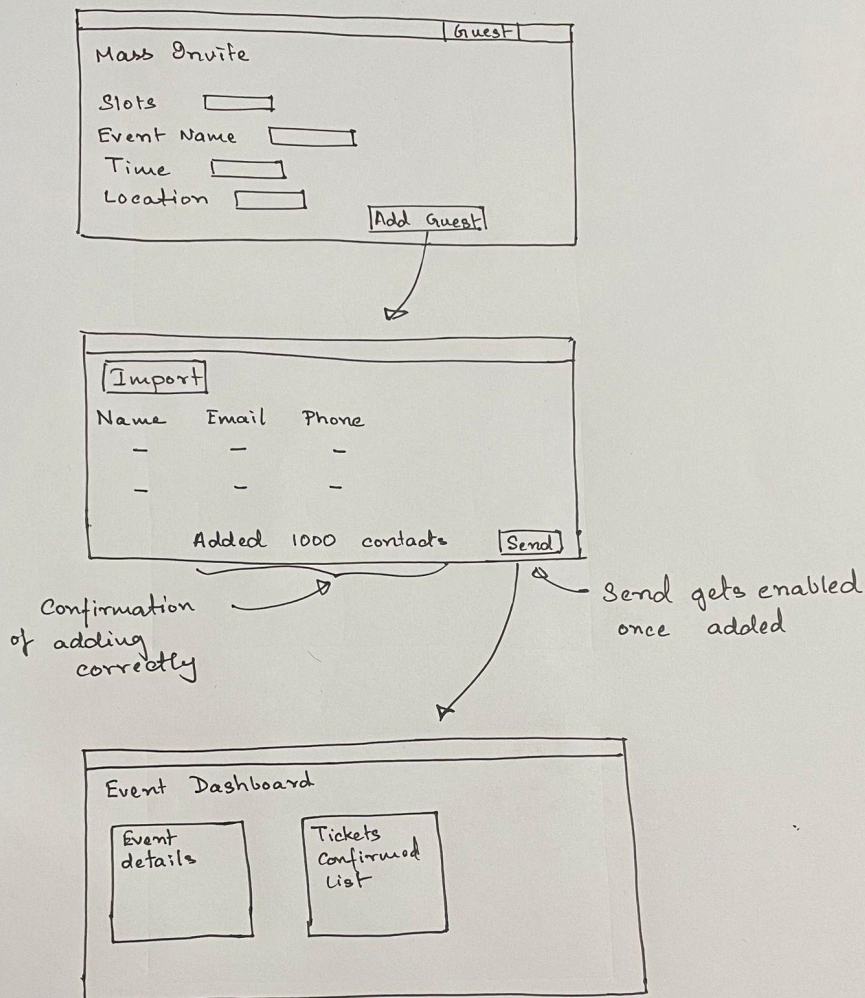 Guest
Mass Invite
Slots
Event Name
Time
Location
Add Guest
Import
Name Email Phone
Added 1000 contacts
Send
Confirmation
of adding
correctly
Send gets enabled
once added
Event Dashboard
Event
details
Tickets
Confirmed
List